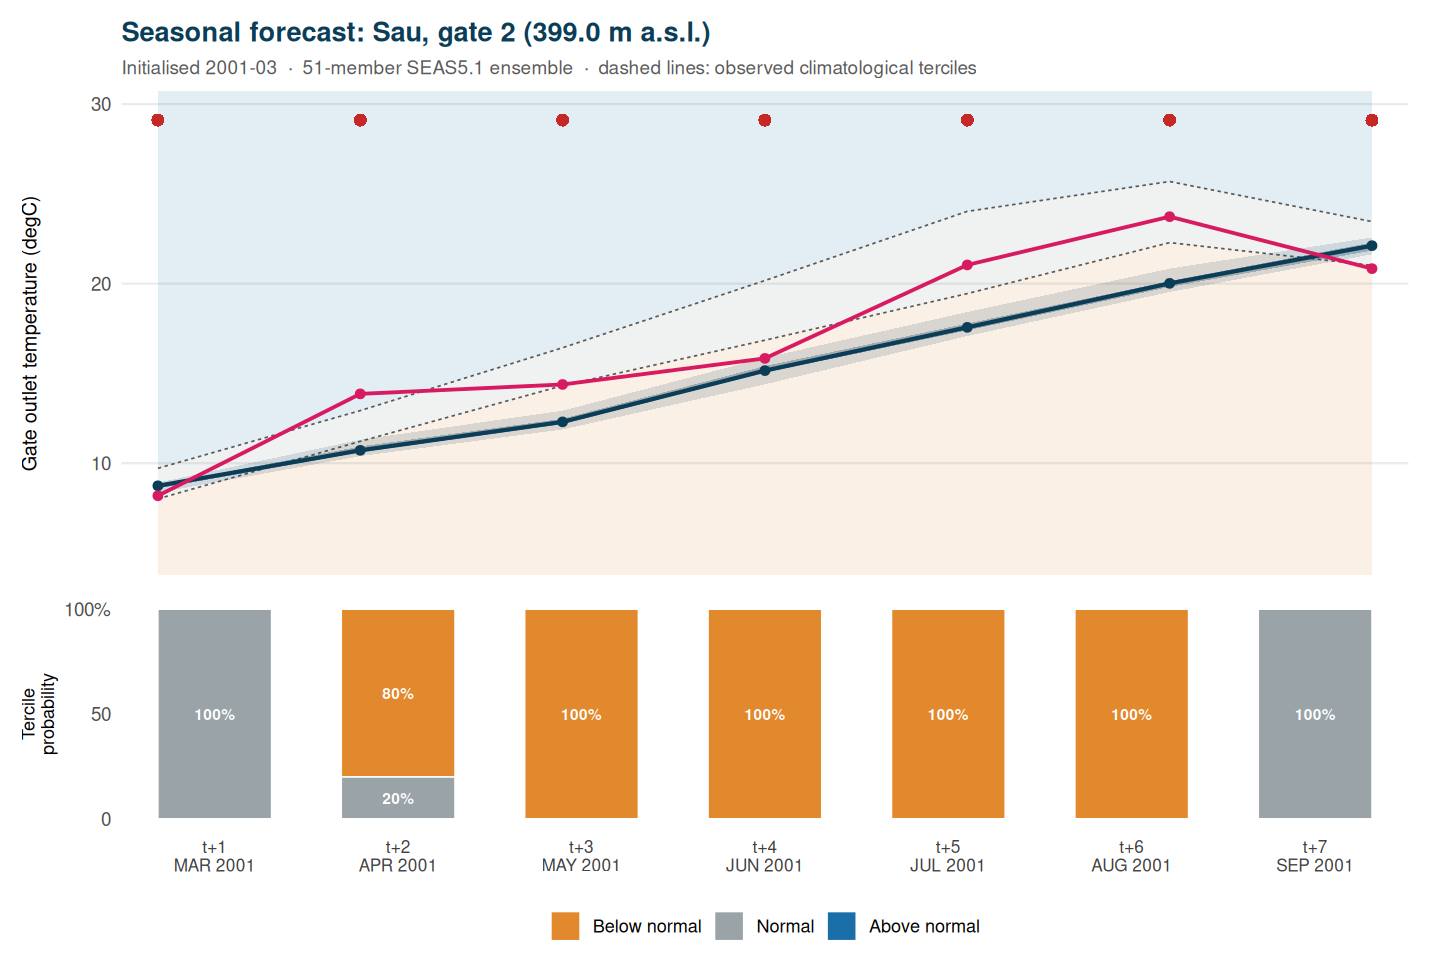 Seasonal forecast: Sau, gate 2 (399.0 m a.s.l.)
Initialised 2001-03 · 51-member SEAS5.1 ensemble · dashed lines: observed climatological terciles
Gate outlet temperature (degC)
30
20
10
Tercile
probability
100%
50
0
100%
80%
20%
100%
100%
100%
100%
100%
t+1
MAR 2001
t+2
APR 2001
t+3
MAY 2001
t+4
JUN 2001
t+5
JUL 2001
t+6
AUG 2001
t+7
SEP 2001
Below normal
Normal
Above normal